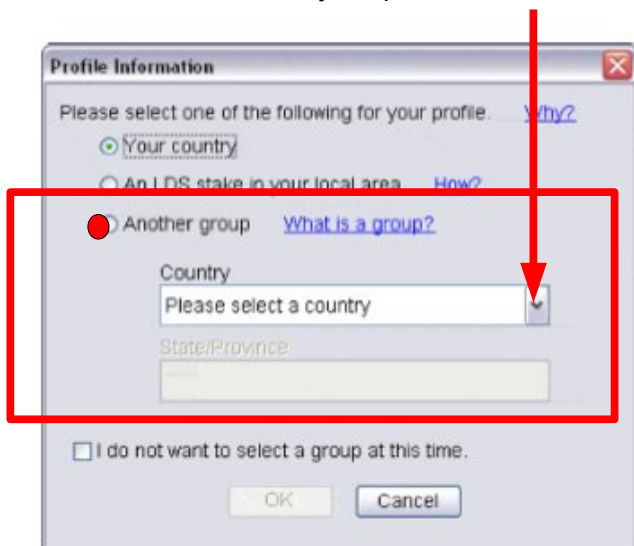 Profile Information
Please select one of the following for your profile. Why?
Your country
An LDS stake in your local area How?
Another group What is a group?
Country
Please select a country
State/Province
I do not want to select a group at this time.
OK Cancel